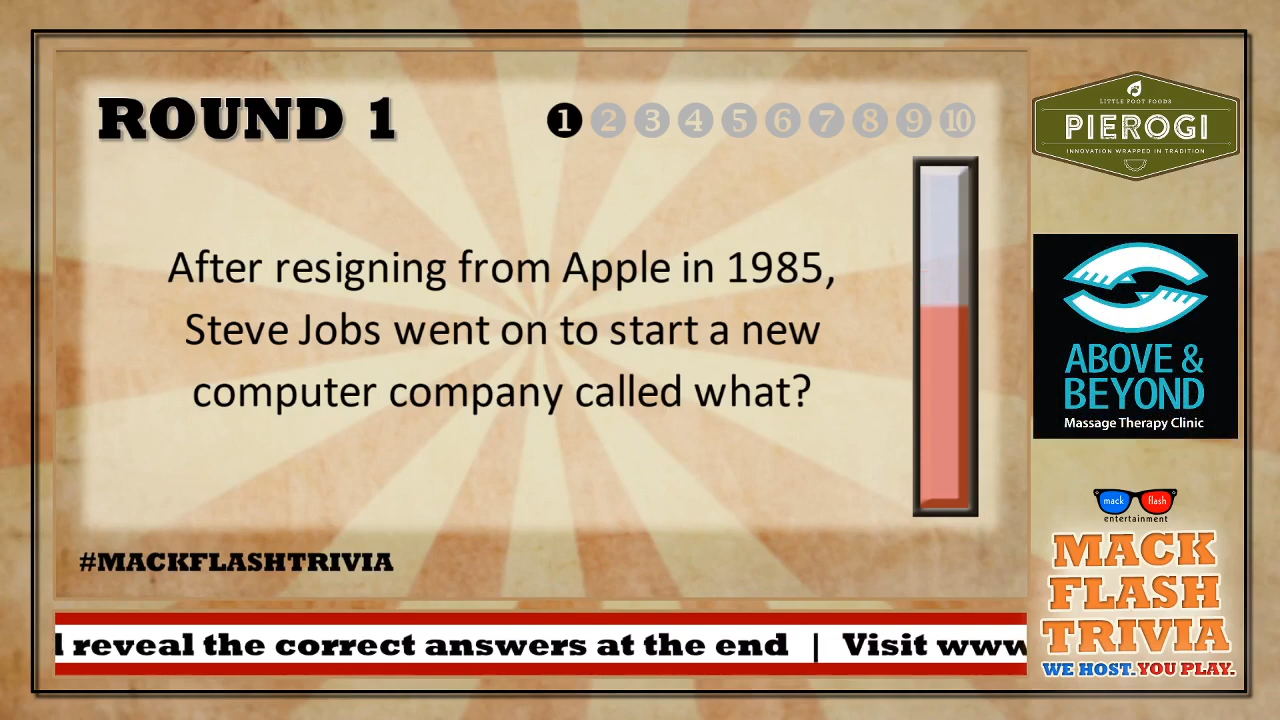 ROUND 1
1 2 3 4 5 6 7 8 9 10
After resigning from Apple in 1985,
Steve Jobs went on to start a new
computer company called what?
#MACKFLASHTRIVIA
l reveal the correct answers at the end | Visit www
LITTLE FOOT FOODS
PIEROGI
INNOVATION WRAPPED IN TRADITION
ABOVE &
BEYOND
Massage Therapy Clinic
mack flash
entertainment
MACK
FLASH
TRIVIA
WE HOST. YOU PLAY.